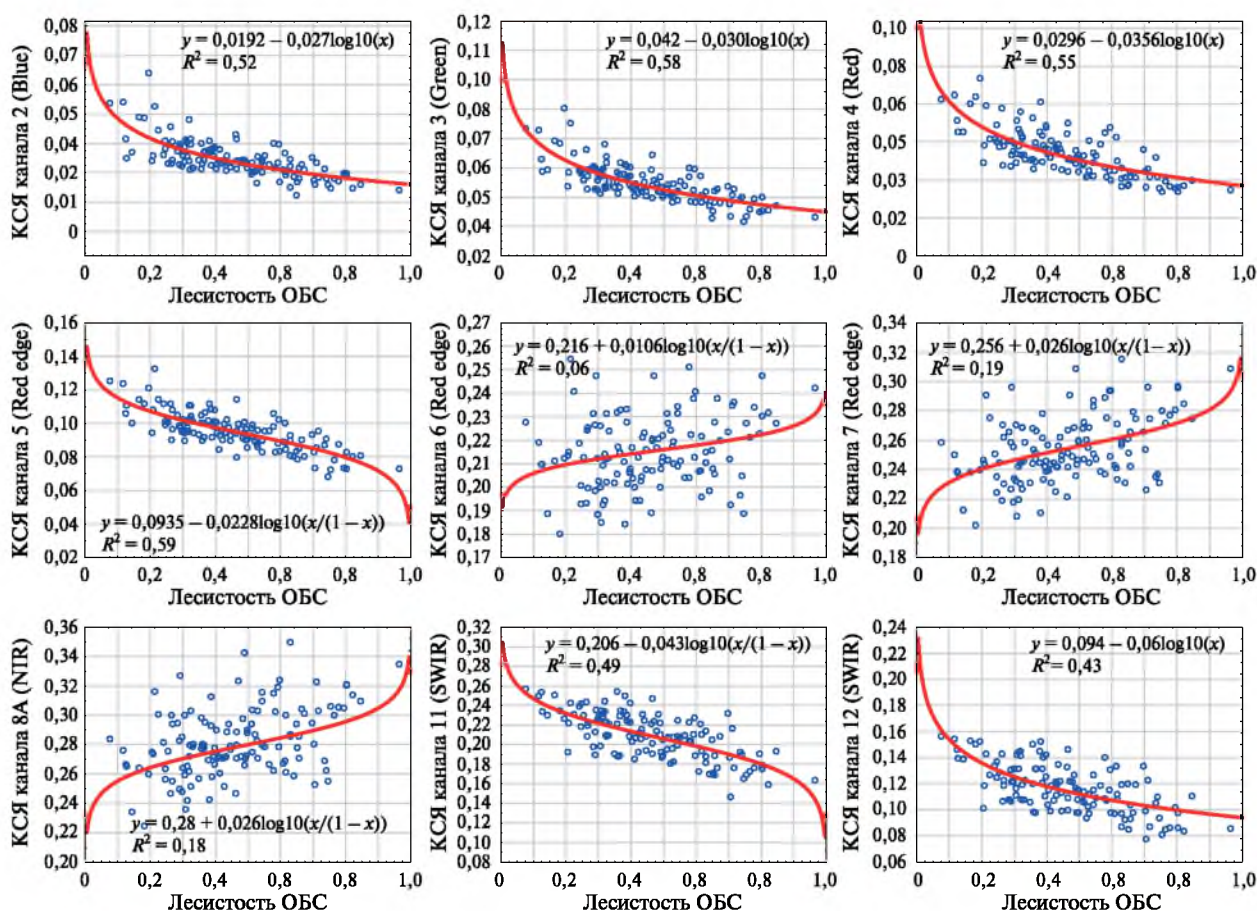 КСЯ канала 2 (Blue)
0,08
0,07
0,06
0,05
0,04
0,02
0,01
0
y = 0,0192 – 0,027log10(x)
R² = 0,52
0 0,2 0,4 0,6 0,8 1,0
Лесистость ОБС
КСЯ канала 3 (Green)
0,12
0,11
0,10
0,08
0,07
0,06
0,05
0,04
0,02
y = 0,042 – 0,030log10(x)
R² = 0,58
0 0,2 0,4 0,6 0,8 1,0
Лесистость ОБС
КСЯ канала 4 (Red)
0,10
0,10
0,06
0,05
0,03
0,02
0
y = 0,0296 – 0,0356log10(x)
R² = 0,55
0 0,2 0,4 0,6 0,8 1,0
Лесистость ОБС
КСЯ канала 5 (Red edge)
0,16
0,14
0,12
0,10
0,08
0,06
0,04
0,02
y = 0,0935 – 0,0228log10(x/(1 – x))
R² = 0,59
0 0,2 0,4 0,6 0,8 1,0
Лесистость ОБС
КСЯ канала 6 (Red edge)
0,27
0,26
0,24
0,23
0,22
0,21
0,20
0,19
0,18
0,17
y = 0,216 + 0,0106log10(x/(1 – x))
R² = 0,06
0 0,2 0,4 0,6 0,8 1,0
Лесистость ОБС
КСЯ канала 7 (Red edge)
0,34
0,32
0,30
0,28
0,26
0,24
0,22
0,20
0,18
y = 0,256 + 0,026log10(x/(1– x))
R² = 0,19
0 0,2 0,4 0,6 0,8 1,0
Лесистость ОБС
КСЯ канала 8А (NIR)
0,36
0,34
0,32
0,30
0,28
0,26
0,24
0,22
0,20
y = 0,28 + 0,026log10(x/(1 – x))
R² = 0,18
0 0,2 0,4 0,6 0,8 1,0
Лесистость ОБС
КСЯ канала 11 (SWIR)
0,32
0,30
0,28
0,26
0,24
0,22
0,20
0,19
0,16
0,14
0,12
0,10
0,08
y = 0,206 – 0,043log10(x/(1 – x))
R² = 0,49
0 0,2 0,4 0,6 0,8 1,0
Лесистость ОБС
КСЯ канала 12 (SWIR)
0,24
0,22
0,20
0,18
0,16
0,14
0,12
0,10
0,08
0,06
y = 0,094 – 0,06log10(x)
R² = 0,43
0 0,2 0,4 0,6 0,8 1,0
Лесистость ОБС